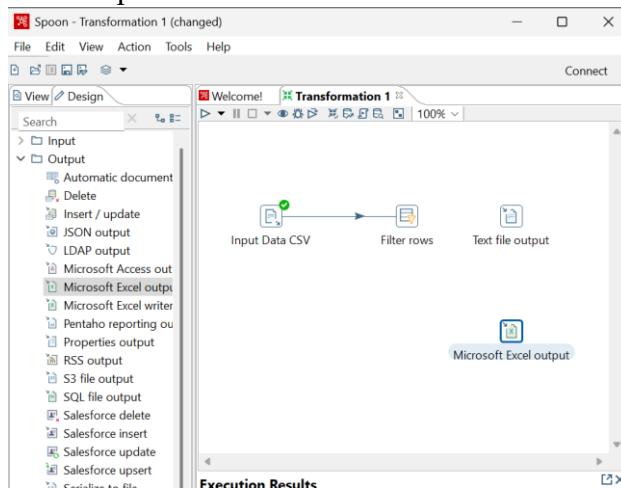 Spoon - Transformation 1 (changed)
File Edit View Action Tools Help
Connect
View Design
Welcome! Transformation 1
Search
100%
Input
Output
Automatic document
Delete
Insert / update
JSON output
LDAP output
Microsoft Access out
Microsoft Excel outpu
Microsoft Excel writer
Pentaho reporting ou
Properties output
RSS output
S3 file output
SQL file output
Salesforce delete
Salesforce insert
Salesforce update
Salesforce upsert
Input Data CSV Filter rows Text file output
Microsoft Excel output
Execution Results